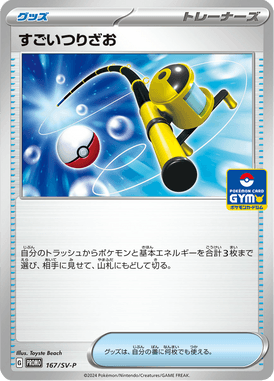 グッズ
トレーナーズ
すごいつりざお
POKÉMON CARD
GYM
ポケモンカードジム
自分のトラッシュからポケモンと基本エネルギーを合計3枚まで
選び、相手に見せて、山札にもどして切る。
Illus. Toyste Beach
G PROMO 167/SV-P
グッズは、自分の番に何枚でも使える。
©2024 Pokémon/Nintendo/Creatures/GAME FREAK.